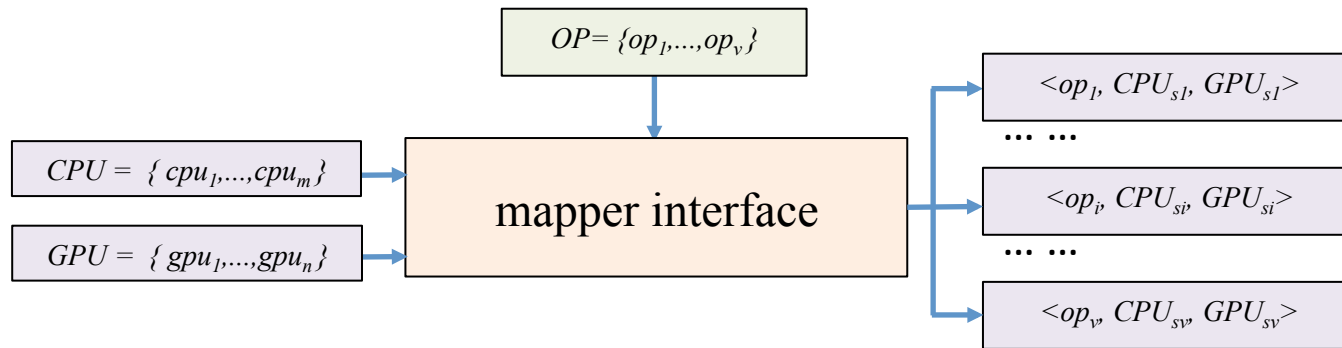 OP= {op1,...,opv}
<op1, CPUs1, GPUs1>
... ...
CPU = { cpu1,...,cpum}
mapper interface
<opi, CPUsi, GPUsi>
GPU = { gpu1,...,gpun}
... ...
<opv, CPUsv, GPUsv>